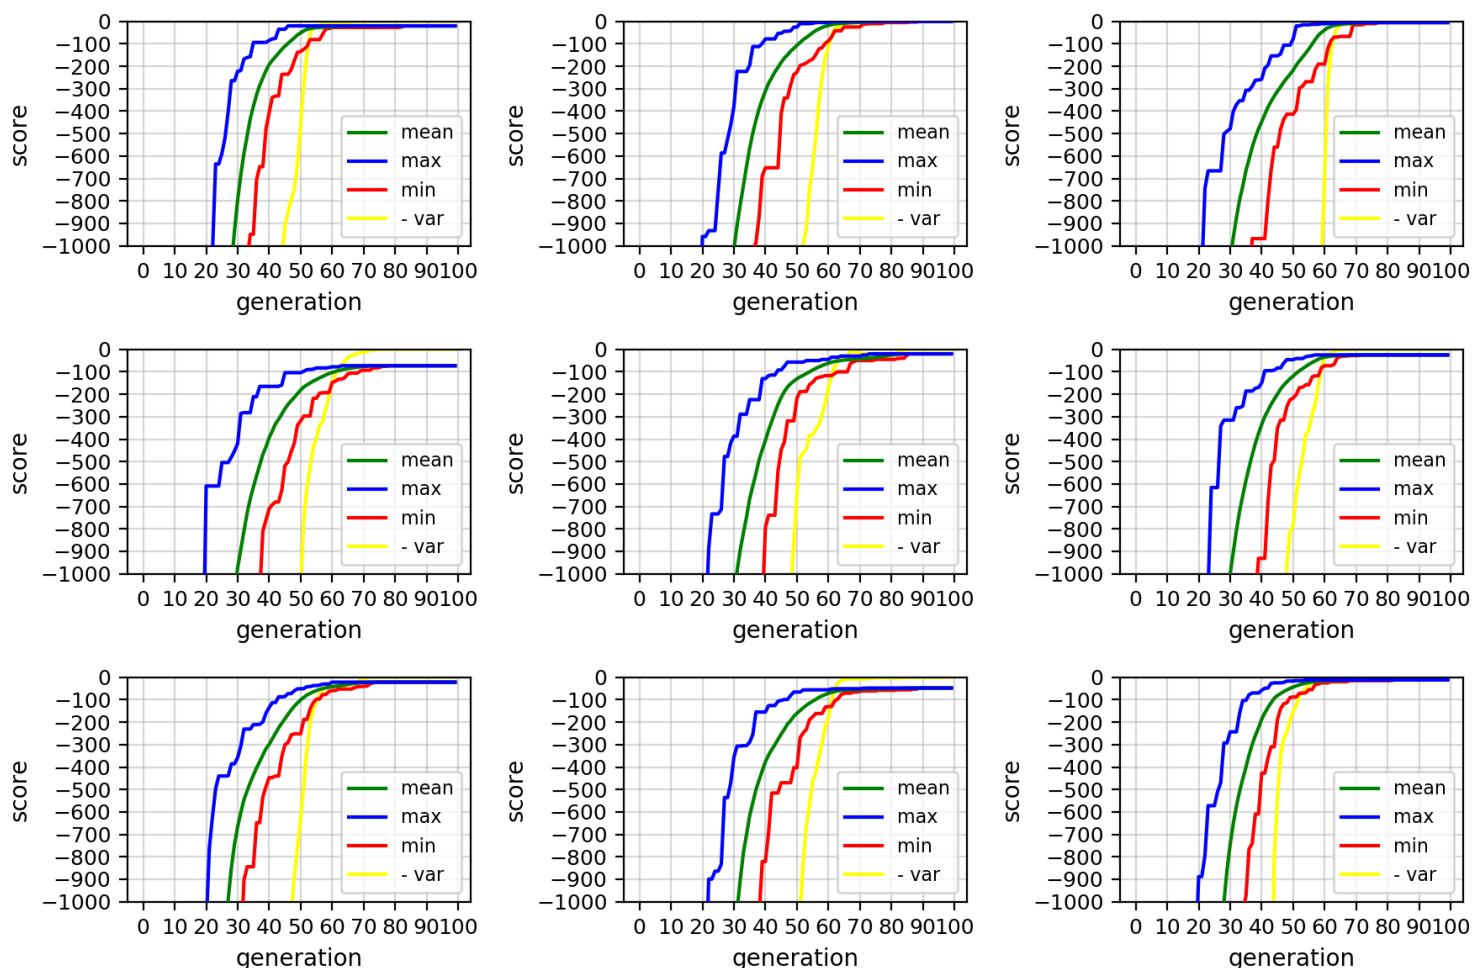 0 0 0
−100 −100 −100
−200 −200 −200
−300 −300 −300
−400 −400 −400
−500 mean −500 mean −500 mean
−600 max −600 max −600 max
−700 min −700 min −700 min
−800 - var −800 - var −800 - var
−900 −900 −900
−1000 −1000 −1000
score score score
0 10 20 30 40 50 60 70 80 90100 0 10 20 30 40 50 60 70 80 90100 0 10 20 30 40 50 60 70 80 90100
generation generation generation
0 0 0
−100 −100 −100
−200 −200 −200
−300 −300 −300
−400 −400 −400
−500 mean −500 mean −500 mean
−600 max −600 max −600 max
−700 min −700 min −700 min
−800 - var −800 - var −800 - var
−900 −900 −900
−1000 −1000 −1000
score score score
0 10 20 30 40 50 60 70 80 90100 0 10 20 30 40 50 60 70 80 90100 0 10 20 30 40 50 60 70 80 90100
generation generation generation
0 0 0
−100 −100 −100
−200 −200 −200
−300 −300 −300
−400 −400 −400
−500 mean −500 mean −500 mean
−600 max −600 max −600 max
−700 min −700 min −700 min
−800 - var −800 - var −800 - var
−900 −900 −900
−1000 −1000 −1000
score score score
0 10 20 30 40 50 60 70 80 90100 0 10 20 30 40 50 60 70 80 90100 0 10 20 30 40 50 60 70 80 90100
generation generation generation